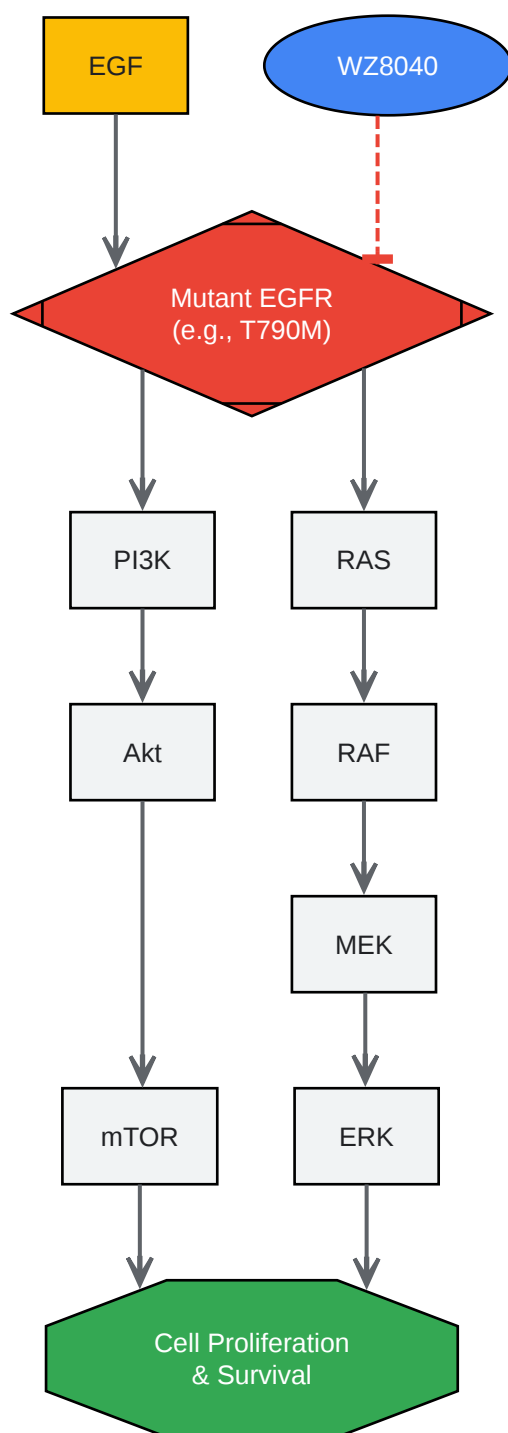 EGF
WZ8040
Mutant EGFR
(e.g., T790M)
PI3K
RAS
Akt
RAF
MEK
mTOR
ERK
Cell Proliferation
& Survival